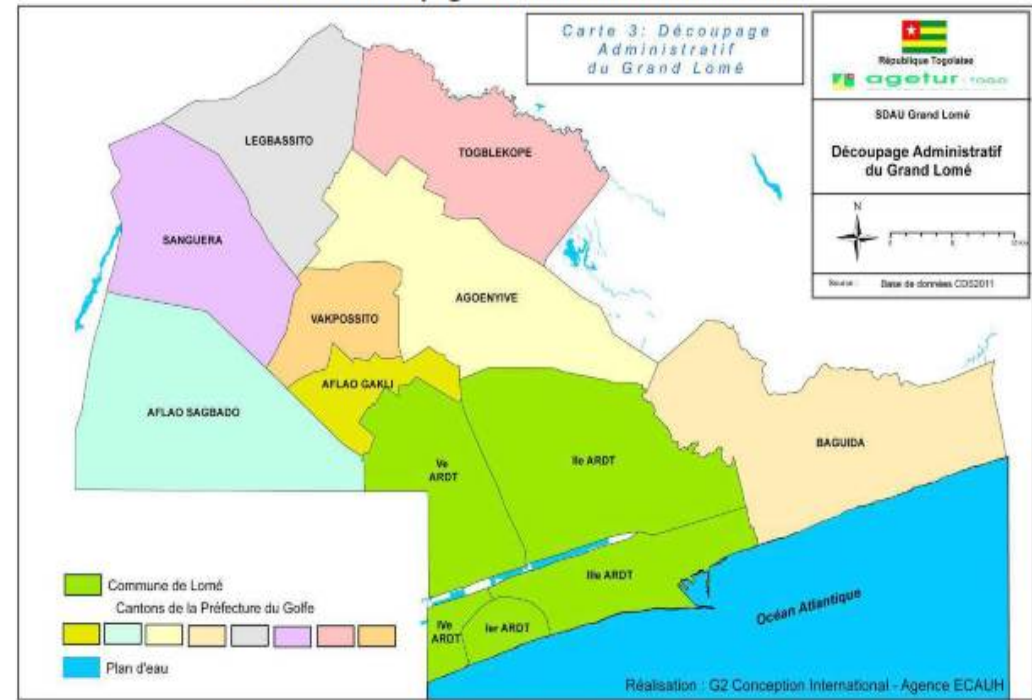 Carte 3: Découpage
Administratif
du Grand Lomé
République Togolaise
agetur-TOGO
SDAU Grand Lomé
Découpage Administratif
du Grand Lomé
N
0
Source :
Base de données CDS2011
LEGBASSITO
TOGBLEKOPE
SANGUERA
AGOENYIVE
VAKPOSSITO
AFLAO GAKLI
AFLAO SAGBADO
BAGUIDA
Ve
ARDT
IIe ARDT
IIIe ARDT
IVe
ARDT
Ier ARDT
Océan Atlantique
Commune de Lomé
Cantons de la Préfecture du Golfe
Plan d'eau
Réalisation : G2 Conception International - Agence ECAUH